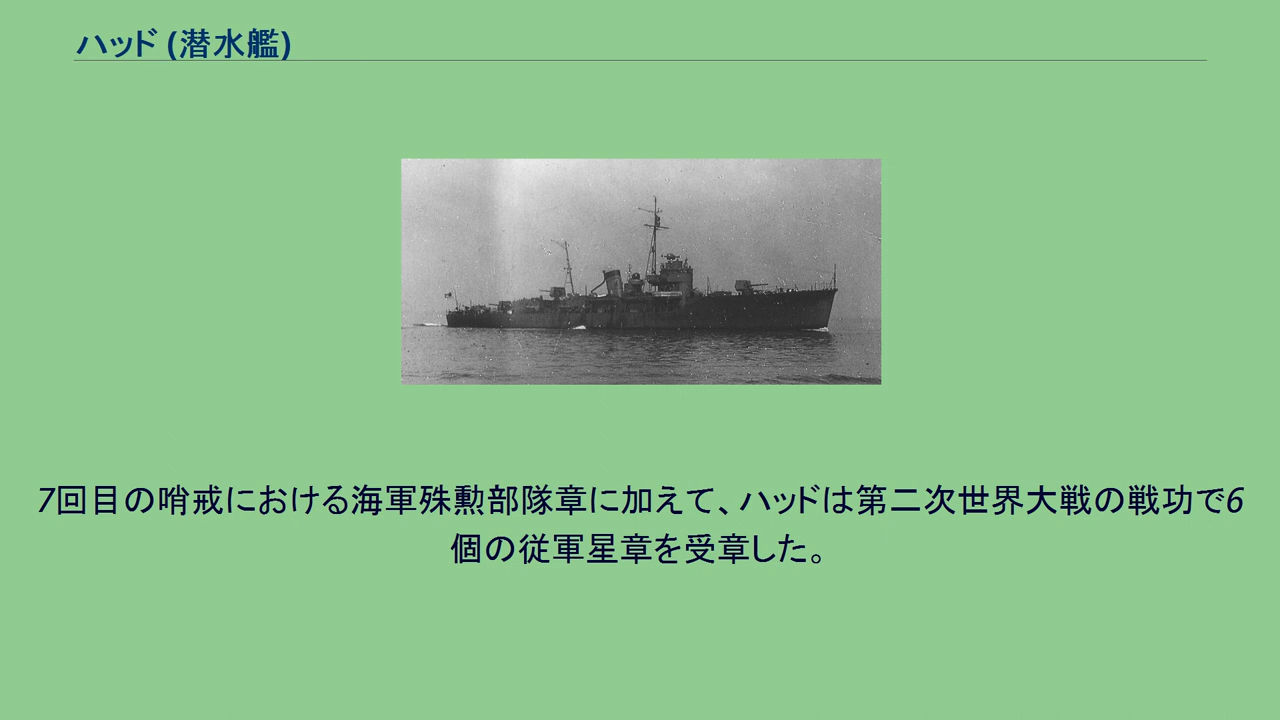 ハッド (潜水艦)
7回目の哨戒における海軍殊勲部隊章に加えて、ハッドは第二次世界大戦の戦功で6
個の従軍星章を受章した。